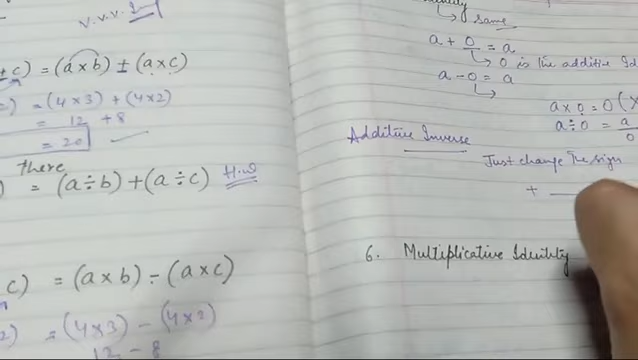 V.V.V.
c) = (a × b) ± (a × c)
= (4 × 3) + (4 × 2)
= 12 + 8
= 20
there
= (a ÷ b) + (a ÷ c) H.W
c) = (a × b) − (a × c)
= (4 × 3) − (4 × 2)
12 − 8
↳ same
a + 0 = a
↳ 0 is the additive Id
a − 0 = a
a × 0 = 0
a ÷ 0 = a/0
Additive Inverse
Just change the sign
+
6. Multiplicative Identity